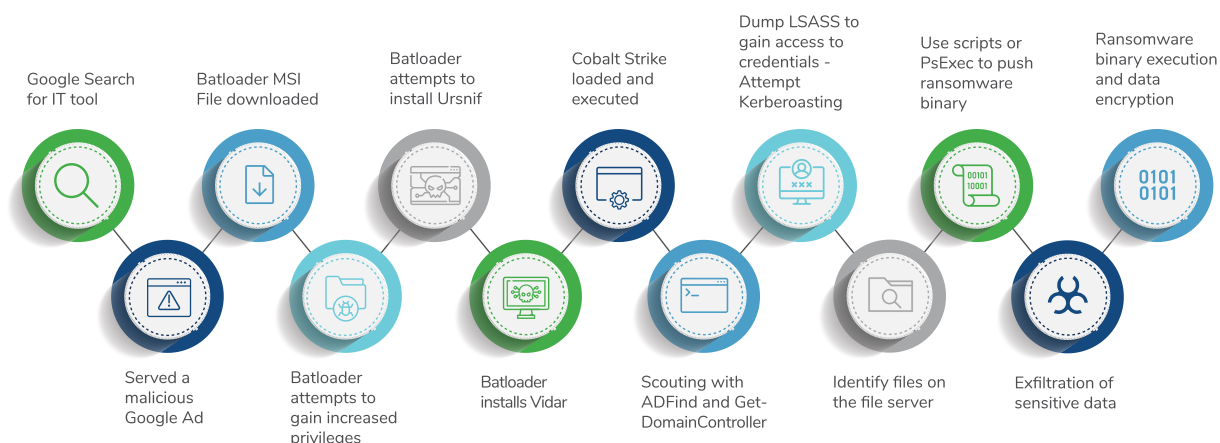 Google Search
for IT tool
Served a
malicious
Google Ad
Batloader MSI
File downloaded
Batloader
attempts to
gain increased
privileges
Batloader
attempts to
install Ursnif
Batloader
installs Vidar
Cobalt Strike
loaded and
executed
Scouting with
ADFind and Get-
DomainController
Dump LSASS to
gain access to
credentials -
Attempt
Kerberoasting
xxx
Identify files on
the file server
Use scripts or
PsExec to push
ransomware
binary
00101
10001
Exfiltration of
sensitive data
Ransomware
binary execution
and data
encryption
0101
0101